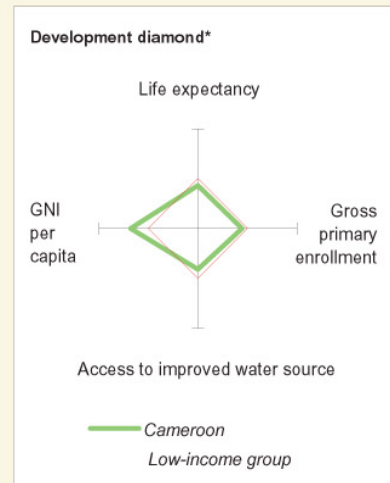 Development diamond*
Life expectancy
GNI
per
capita
Gross
primary
enrollment
Access to improved water source
Cameroon
Low-income group